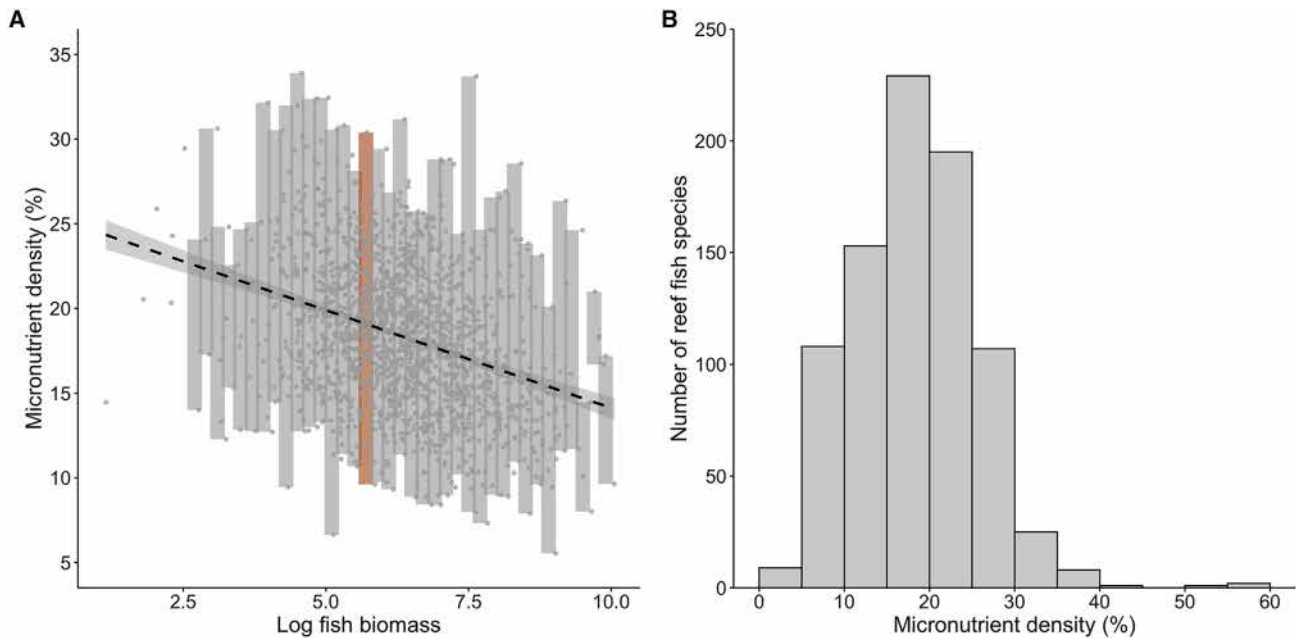 A
Micronutrient density (%)
35
30
25
20
15
10
5
2.5 5.0 7.5 10.0
Log fish biomass
B
Number of reef fish species
250
200
150
100
50
0
0 10 20 30 40 50 60
Micronutrient density (%)